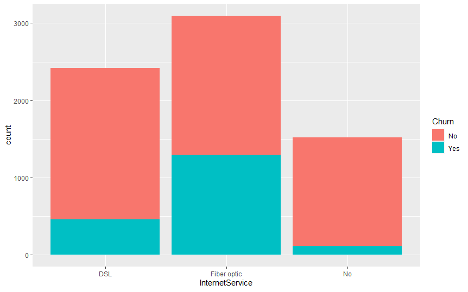 3000
2000
1000
0
count
DSL
Fiber optic
No
InternetService
Churn
No
Yes